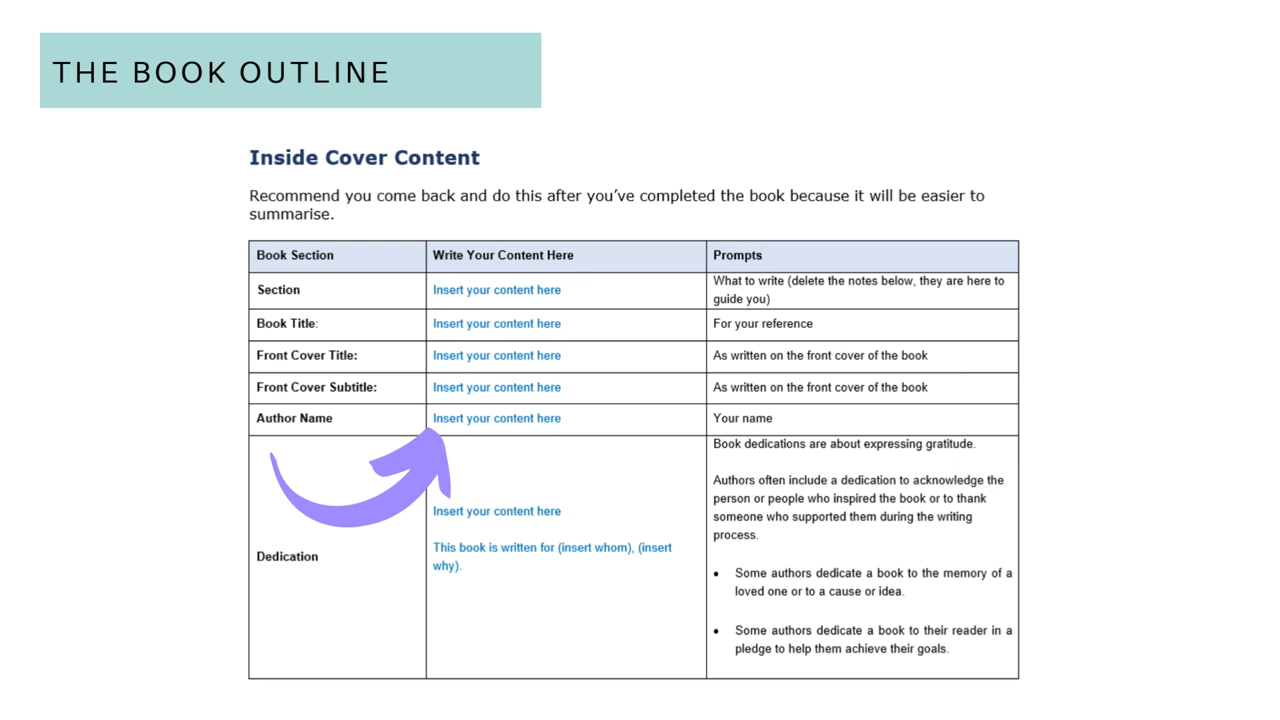 THE BOOK OUTLINE
Inside Cover Content
Recommend you come back and do this after you've completed the book because it will be easier to
summarise.
Book Section
Write Your Content Here
Prompts
Section
Insert your content here
What to write (delete the notes below, they are here to
guide you)
Book Title:
Insert your content here
For your reference
Front Cover Title:
Insert your content here
As written on the front cover of the book
Front Cover Subtitle:
Insert your content here
As written on the front cover of the book
Author Name
Insert your content here
Your name
Dedication
Insert your content here
This book is written for (insert whom), (insert
why).
Book dedications are about expressing gratitude.
Authors often include a dedication to acknowledge the
person or people who inspired the book or to thank
someone who supported them during the writing
process.
• Some authors dedicate a book to the memory of a
loved one or to a cause or idea.
• Some authors dedicate a book to their reader in a
pledge to help them achieve their goals.